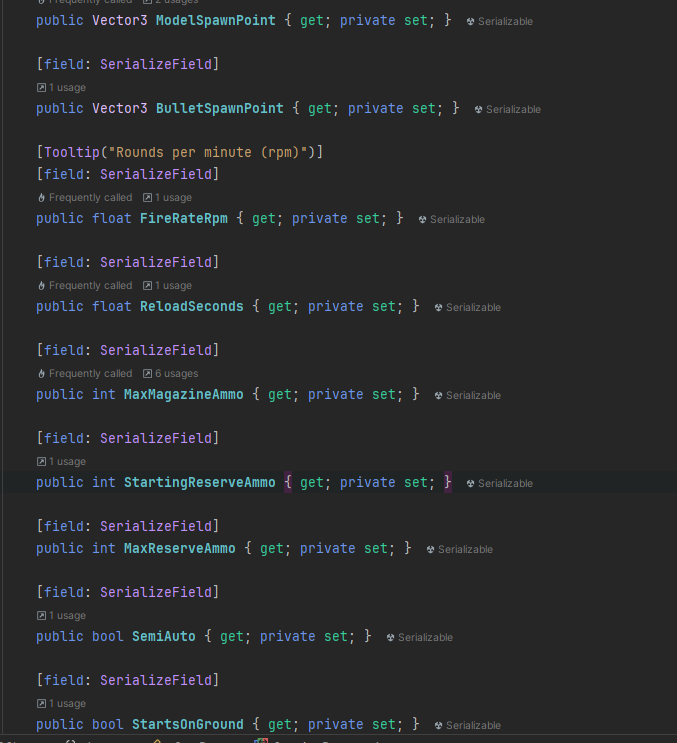 Frequently called 2 usages
public Vector3 ModelSpawnPoint { get; private set; } Serializable
[field: SerializeField]
1 usage
public Vector3 BulletSpawnPoint { get; private set; } Serializable
[Tooltip("Rounds per minute (rpm)")]
[field: SerializeField]
Frequently called 1 usage
public float FireRateRpm { get; private set; } Serializable
[field: SerializeField]
Frequently called 1 usage
public float ReloadSeconds { get; private set; } Serializable
[field: SerializeField]
Frequently called 6 usages
public int MaxMagazineAmmo { get; private set; } Serializable
[field: SerializeField]
1 usage
public int StartingReserveAmmo { get; private set; } Serializable
[field: SerializeField]
public int MaxReserveAmmo { get; private set; } Serializable
[field: SerializeField]
1 usage
public bool SemiAuto { get; private set; } Serializable
[field: SerializeField]
1 usage
public bool StartsOnGround { get; private set; } Serializable